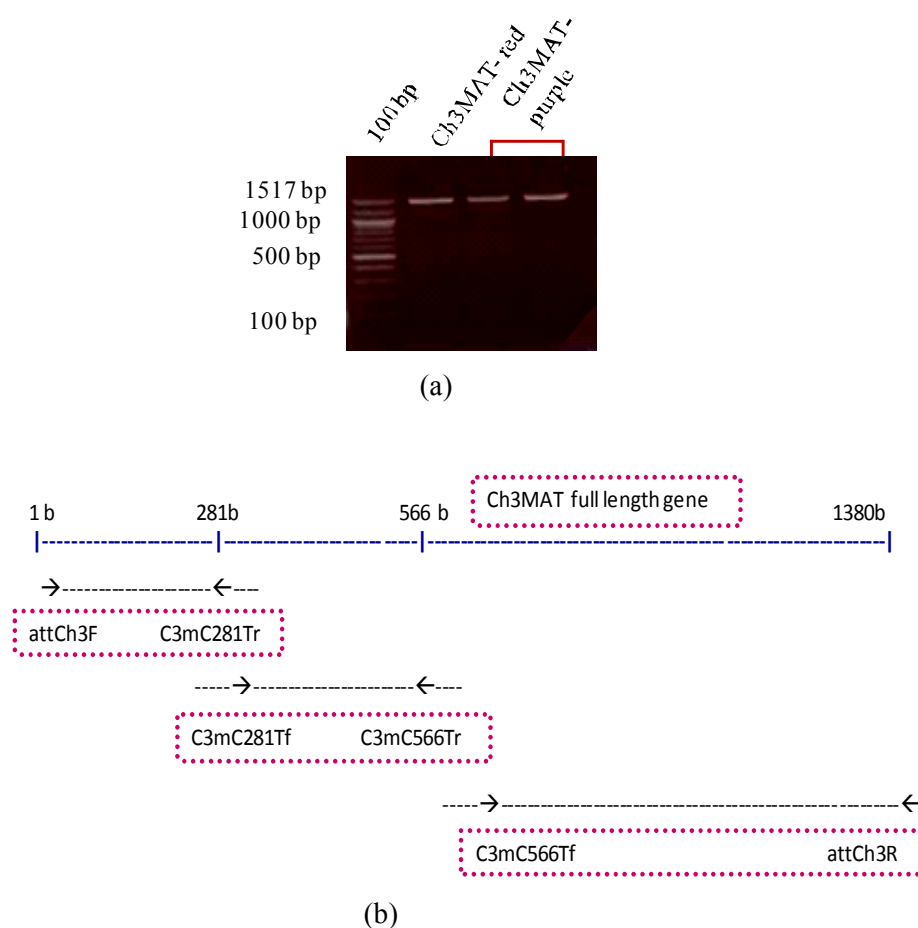 100 bp
Ch3MAT- red
Ch3MAT-
purple
1517 bp
1000 bp
500 bp
100 bp
(a)
Ch3MAT full length gene
1 b 281b 566 b 1380b
attCh3F C3mC281Tr
C3mC281Tf C3mC566Tr
C3mC566Tf attCh3R
(b)